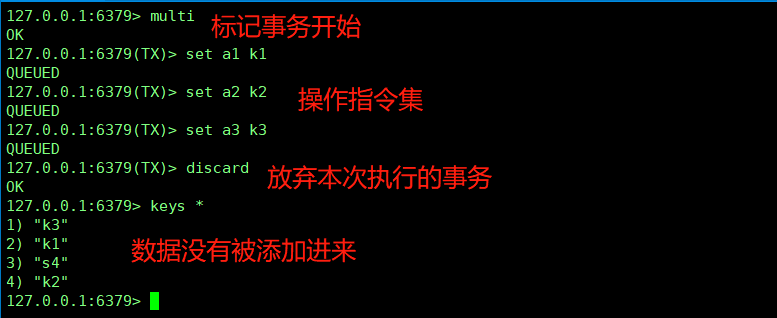 127.0.0.1:6379> multi
标记事务开始
OK
127.0.0.1:6379(TX)> set a1 k1
QUEUED
127.0.0.1:6379(TX)> set a2 k2
操作指令集
QUEUED
127.0.0.1:6379(TX)> set a3 k3
QUEUED
127.0.0.1:6379(TX)> discard
放弃本次执行的事务
OK
127.0.0.1:6379> keys *
1) "k3"
2) "k1"
数据没有被添加进来
3) "s4"
4) "k2"
127.0.0.1:6379>